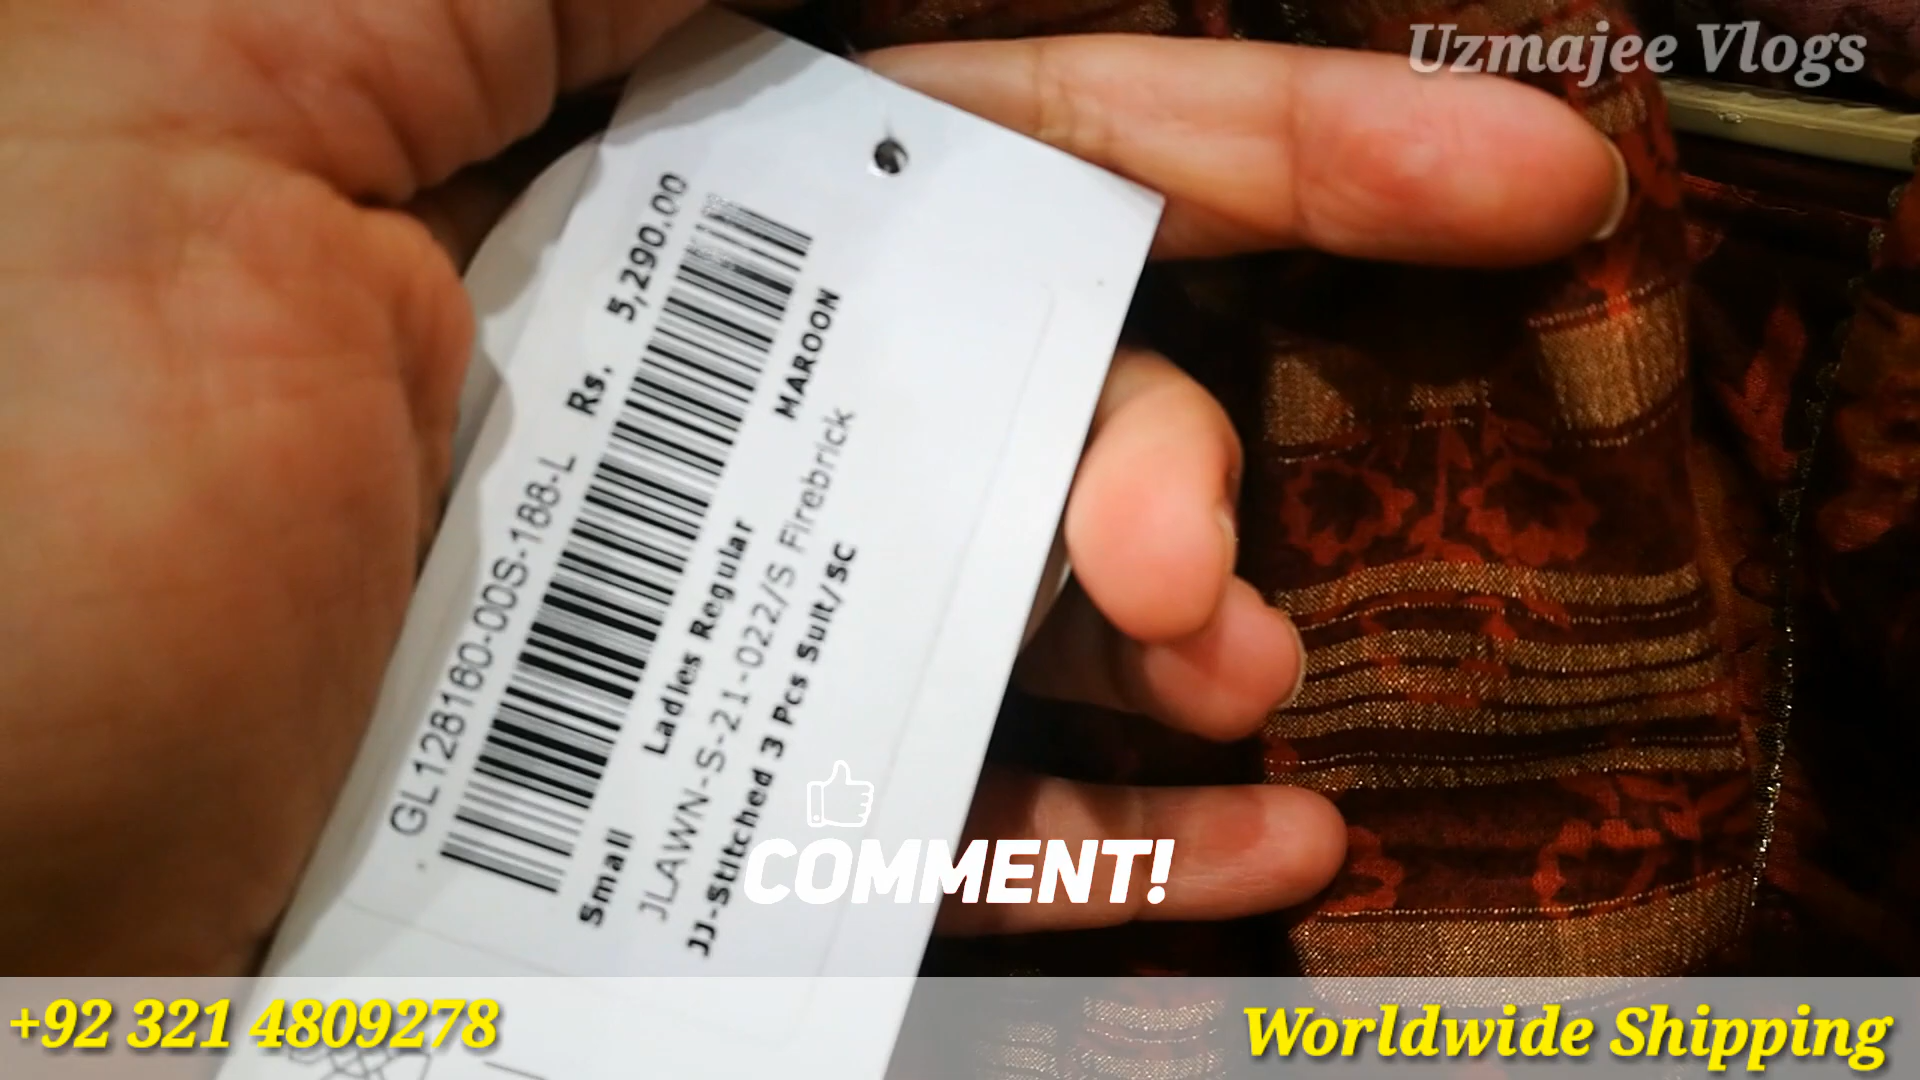 Uzmajee Vlogs
GL128160-00S-188-L Rs. 5,290.00
Small Ladies Regular MAROON
JLAWN-S-21-022/S Firebrick
JJ-Stitched 3 Pcs Suit/SC
COMMENT!
+92 321 4809278
Worldwide Shipping